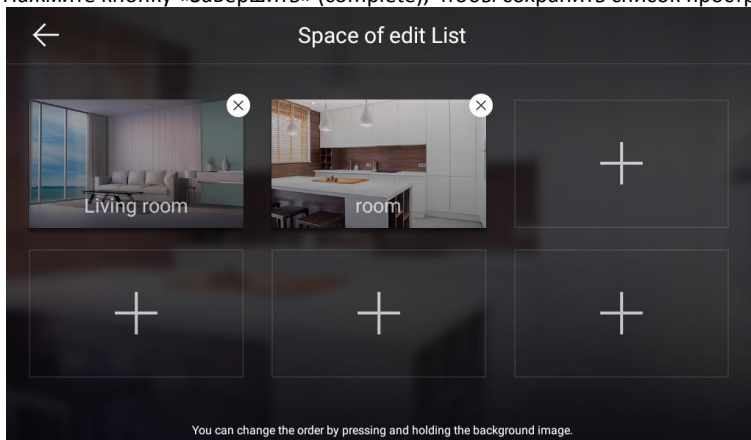 Нажмите кнопку «Завершить» (complete), чтобы сохранить список простр
Space of edit List
Living room
room
You can change the order by pressing and holding the background image.